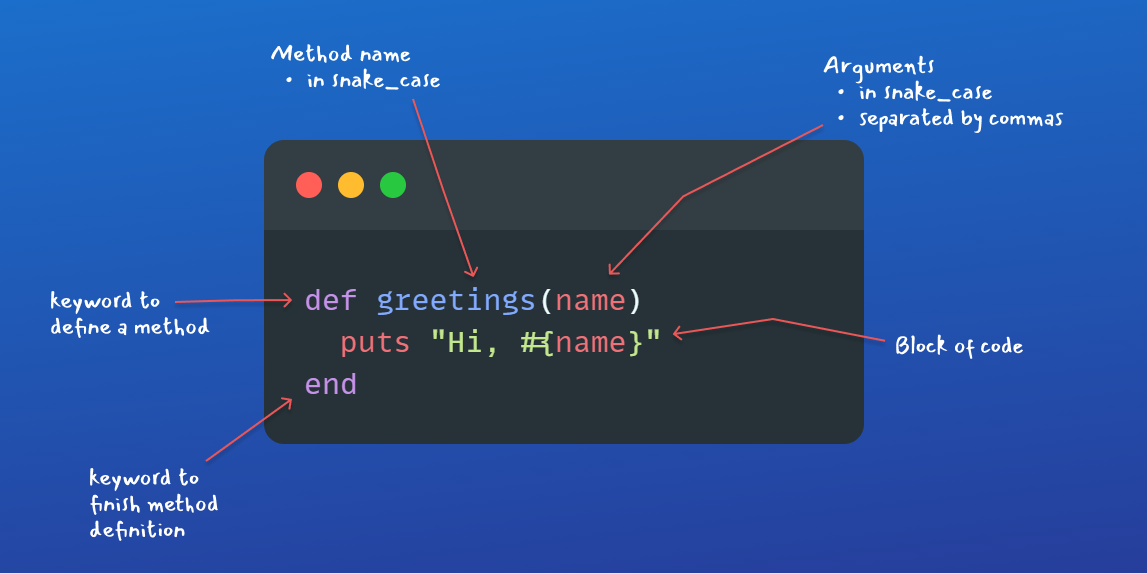 Method name
• in snake_case
Arguments
• in snake_case
• separated by commas
keyword to
define a method
def greetings(name)
  puts "Hi, #{name}"
end
Block of code
keyword to
finish method
definition